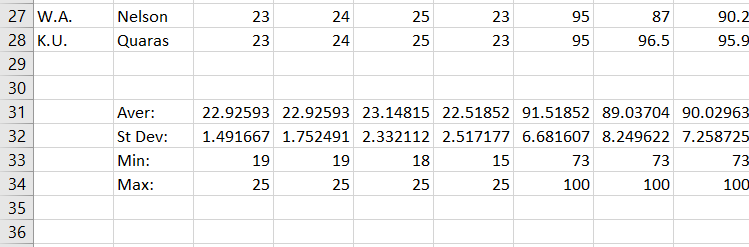 27 W.A. Nelson 23 24 25 23 95 87 90.2
28 K.U. Quaras 23 24 25 23 95 96.5 95.9
29
30
31 Aver: 22.92593 22.92593 23.14815 22.51852 91.51852 89.03704 90.02963
32 St Dev: 1.491667 1.752491 2.332112 2.517177 6.681607 8.249622 7.258725
33 Min: 19 19 18 15 73 73 73
34 Max: 25 25 25 25 100 100 100
35
36